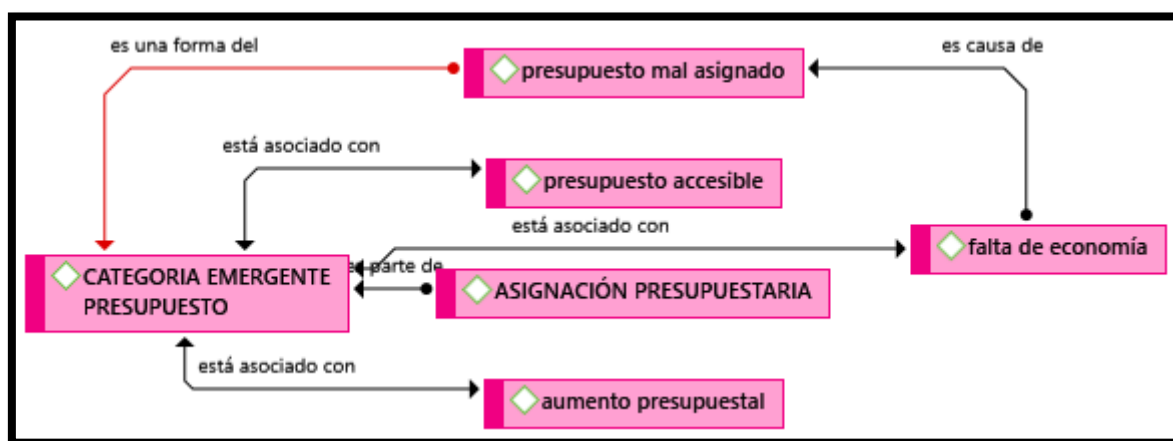 es una forma del
es causa de
presupuesto mal asignado
está asociado con
presupuesto accesible
está asociado con
falta de economía
CATEGORIA EMERGENTE
PRESUPUESTO
parte de
ASIGNACIÓN PRESUPUESTARIA
está asociado con
aumento presupuestal